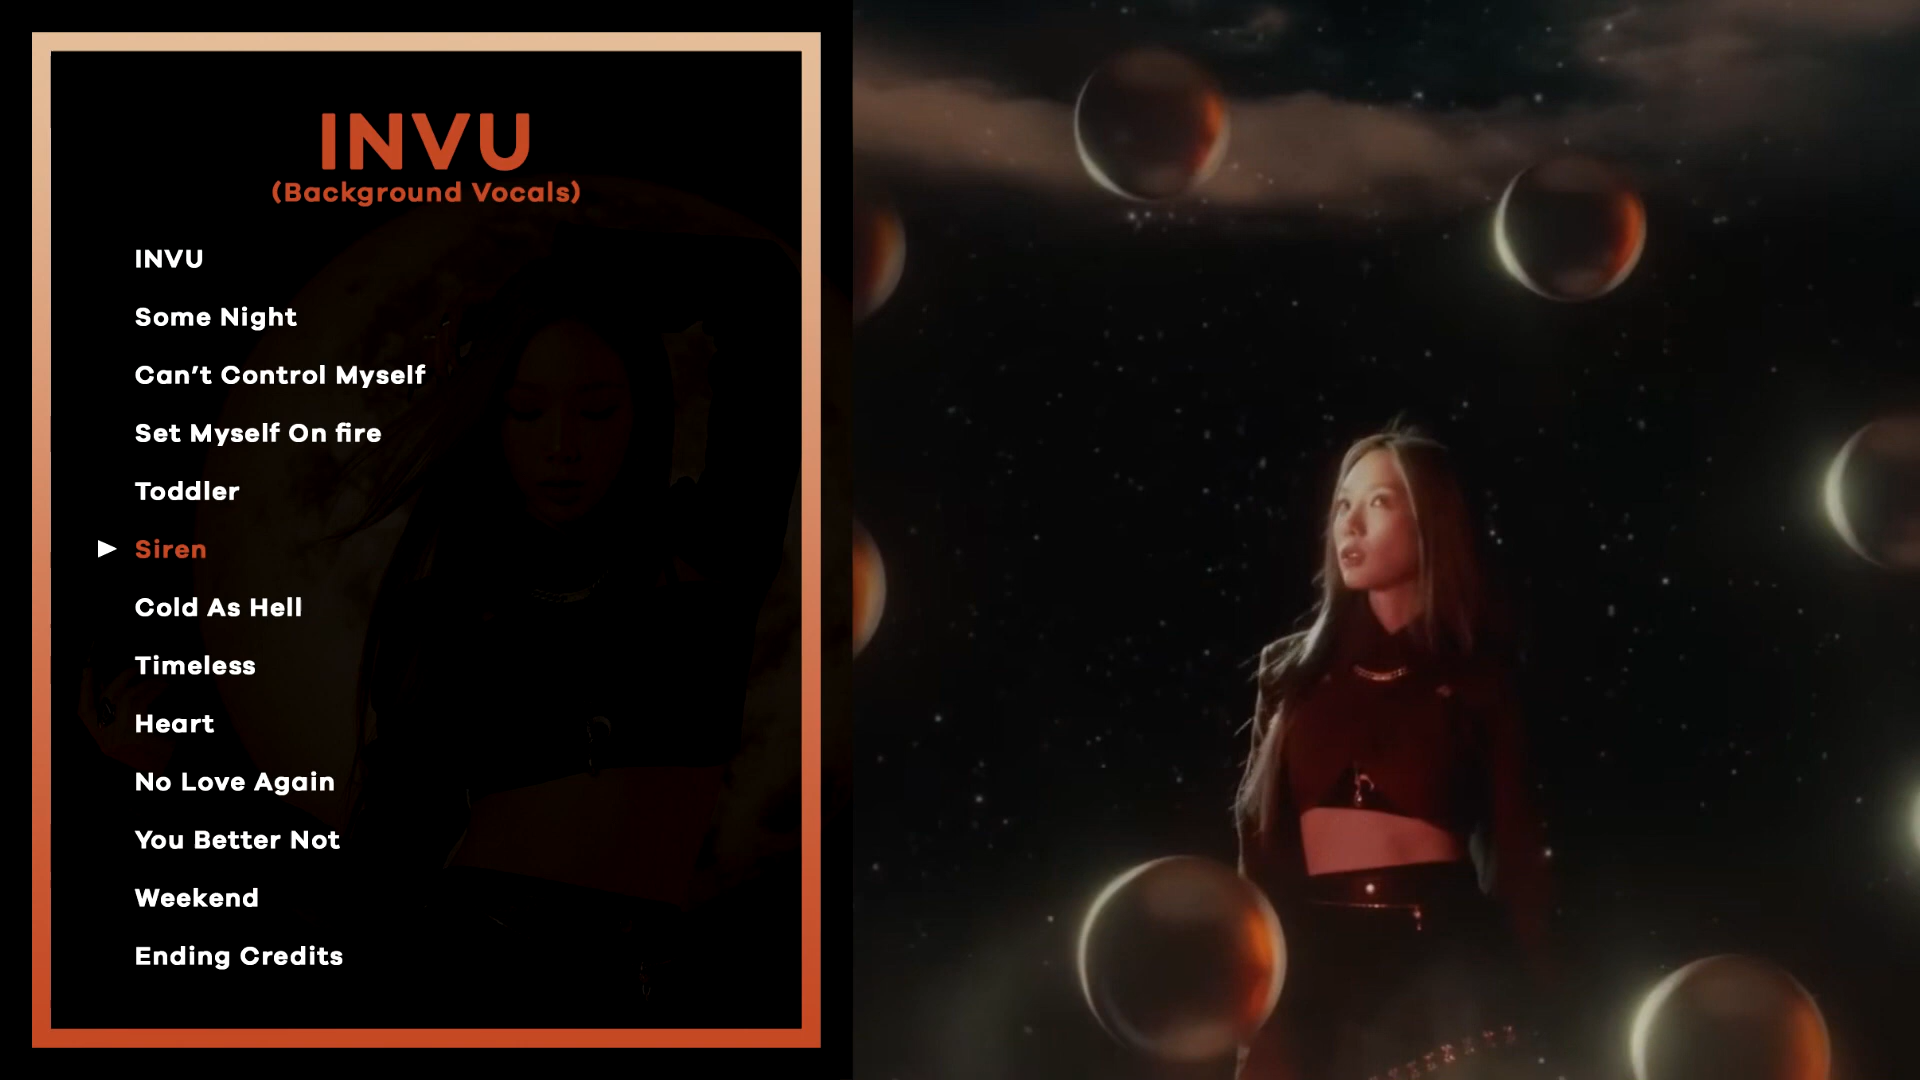 INVU
(Background Vocals)
INVU
Some Night
Can’t Control Myself
Set Myself On fire
Toddler
Siren
Cold As Hell
Timeless
Heart
No Love Again
You Better Not
Weekend
Ending Credits